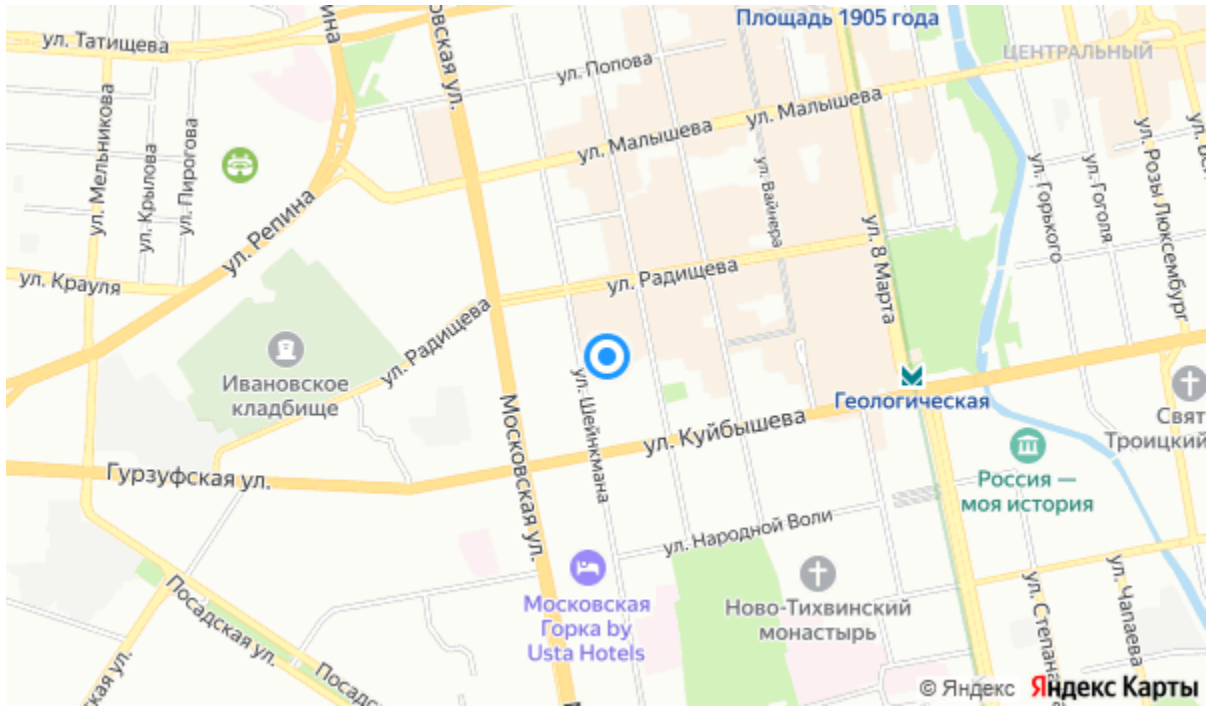 Площадь 1905 года
ул. Татищева
ул. Попова
ЦЕНТРАЛЬНЫЙ
ул. Малышева
ул. Малышева
ул. Мельникова
ул. Крылова
ул. Пирогова
ул. Репина
ул. Вайнера
ул. 8 Марта
ул. Горького
ул. Гоголя
ул. Розы Люксембург
ул. Крауля
ул. Радищева
ул. Радищева
Ивановское
кладбище
ул. Шейнкмана
Геологическая
ул. Куйбышева
Свят
Троицкий
Московская ул.
Гурзуфская ул.
Россия —
моя история
ул. Народной Воли
Московская
Горка by
Usta Hotels
Ново-Тихвинский
монастырь
ул. Степана
ул. Чапаева
Посадская ул.
© Яндекс Яндекс Карты